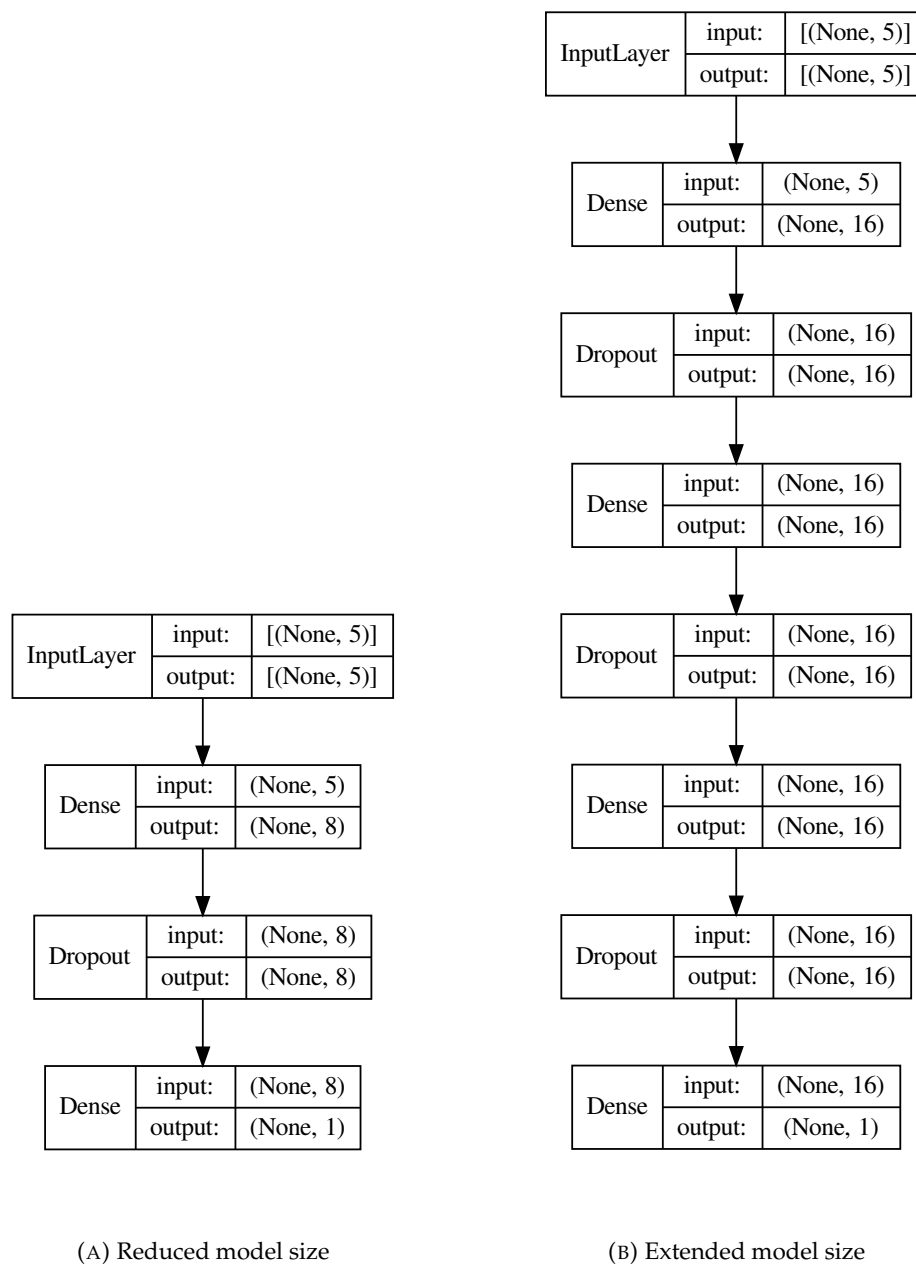 InputLayer input: [(None, 5)]
output: [(None, 5)]
Dense input: (None, 5)
output: (None, 8)
Dropout input: (None, 8)
output: (None, 8)
Dense input: (None, 8)
output: (None, 1)
(A) Reduced model size
InputLayer input: [(None, 5)]
output: [(None, 5)]
Dense input: (None, 5)
output: (None, 16)
Dropout input: (None, 16)
output: (None, 16)
Dense input: (None, 16)
output: (None, 16)
Dropout input: (None, 16)
output: (None, 16)
Dense input: (None, 16)
output: (None, 16)
Dropout input: (None, 16)
output: (None, 16)
Dense input: (None, 16)
output: (None, 1)
(B) Extended model size